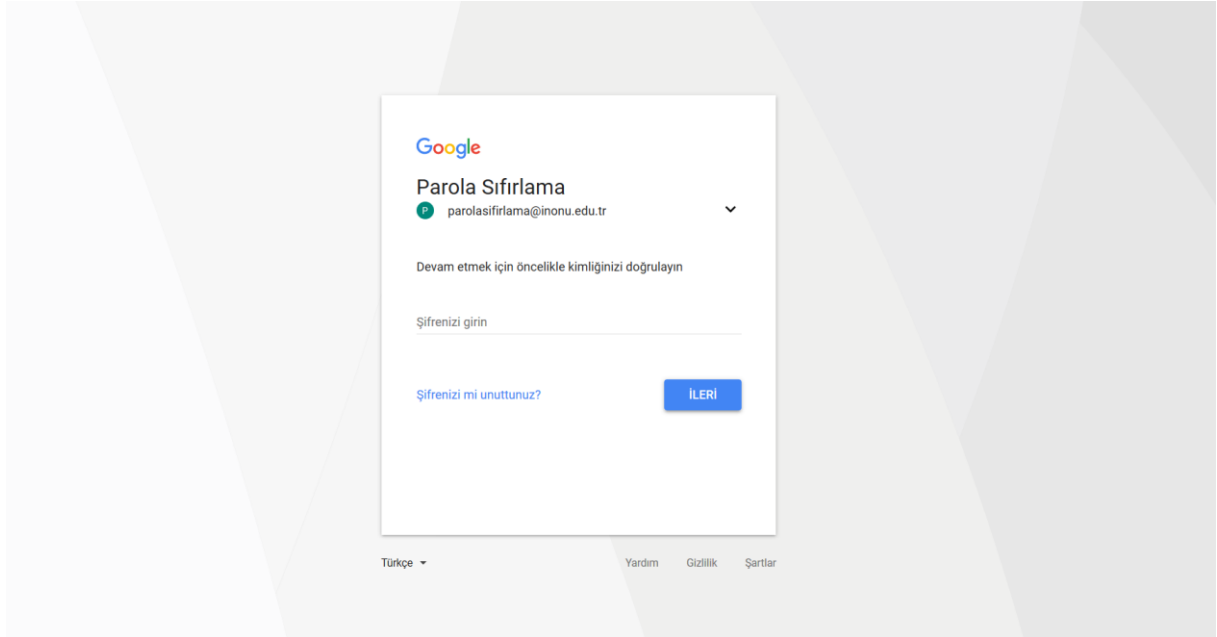 Google
Parola Sıfırlama
P parolasifirlama@inonu.edu.tr
Devam etmek için öncelikle kimliğinizi doğrulayın
Şifrenizi girin
Şifrenizi mi unuttunuz? İLERİ
Türkçe Yardım Gizlilik Şartlar